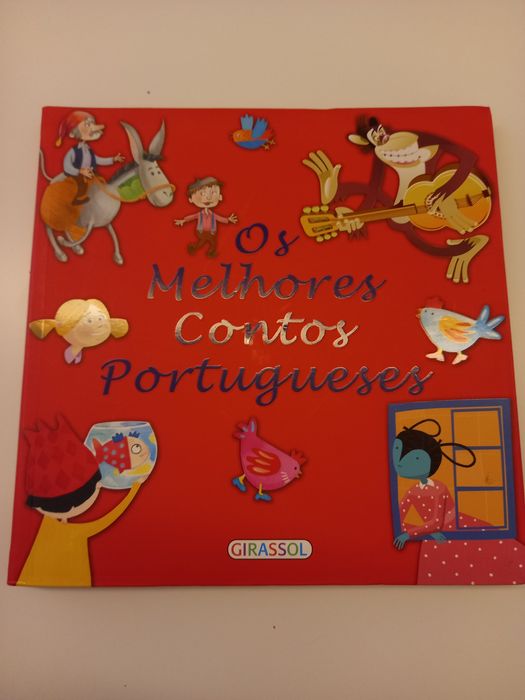 Os
Melhores
Contos
Portugueses
GIRASSOL